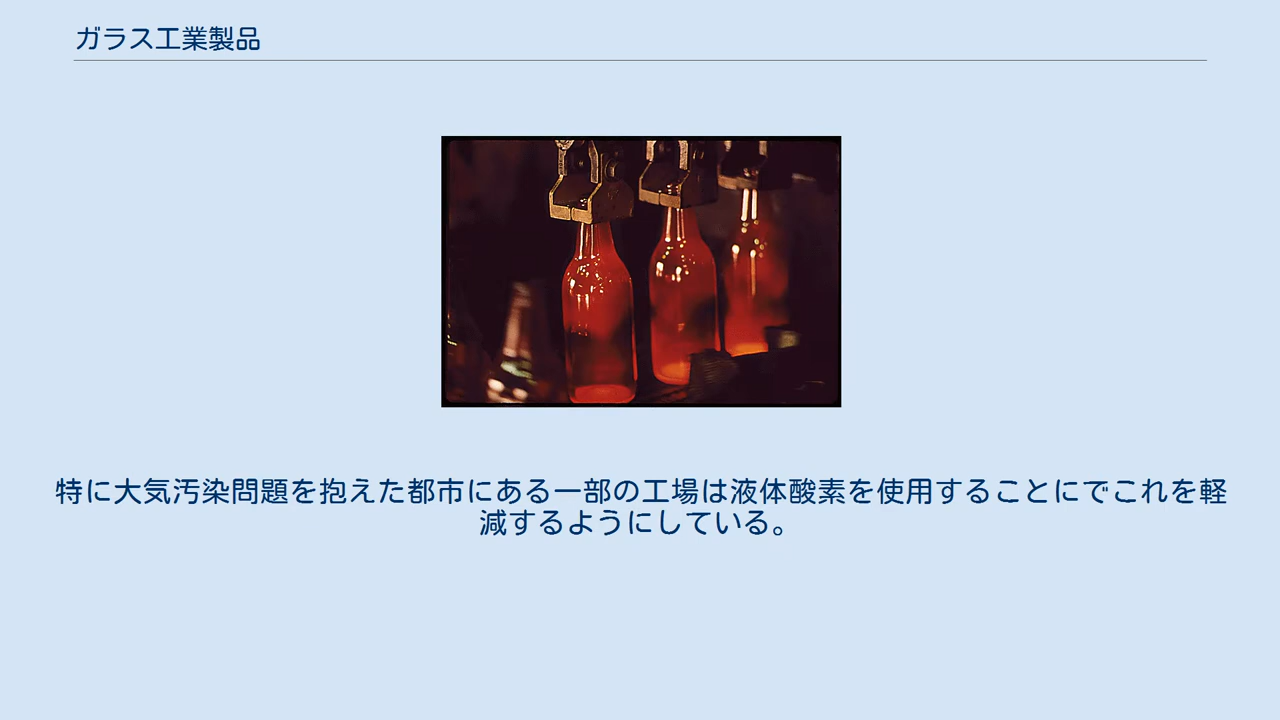 ガラス工業製品
特に大気汚染問題を抱えた都市にある一部の工場は液体酸素を使用することにでこれを軽
減するようにしている。